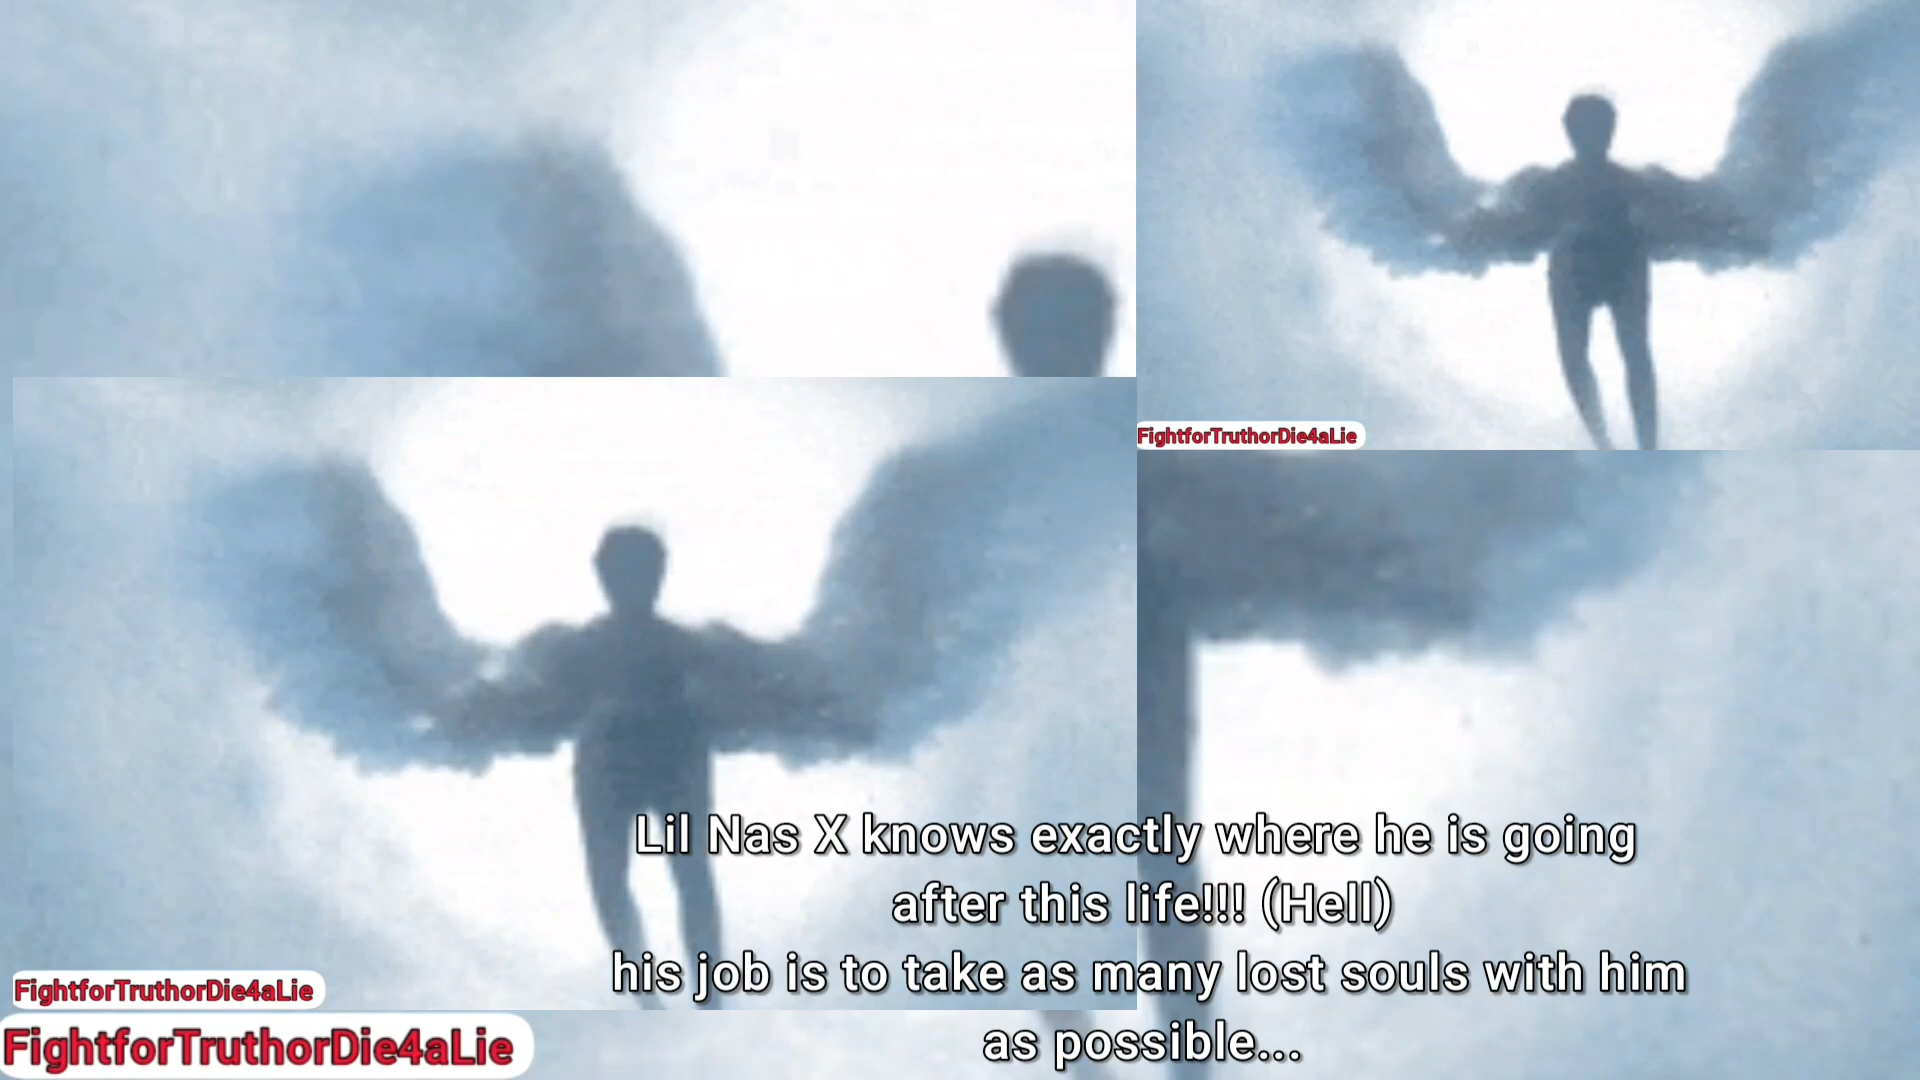 FightforTruthorDie4aLie
Lil Nas X knows exactly where he is going
after this life!!! (Hell)
his job is to take as many lost souls with him
as possible...
FightforTruthorDie4aLie
FightforTruthorDie4aLie